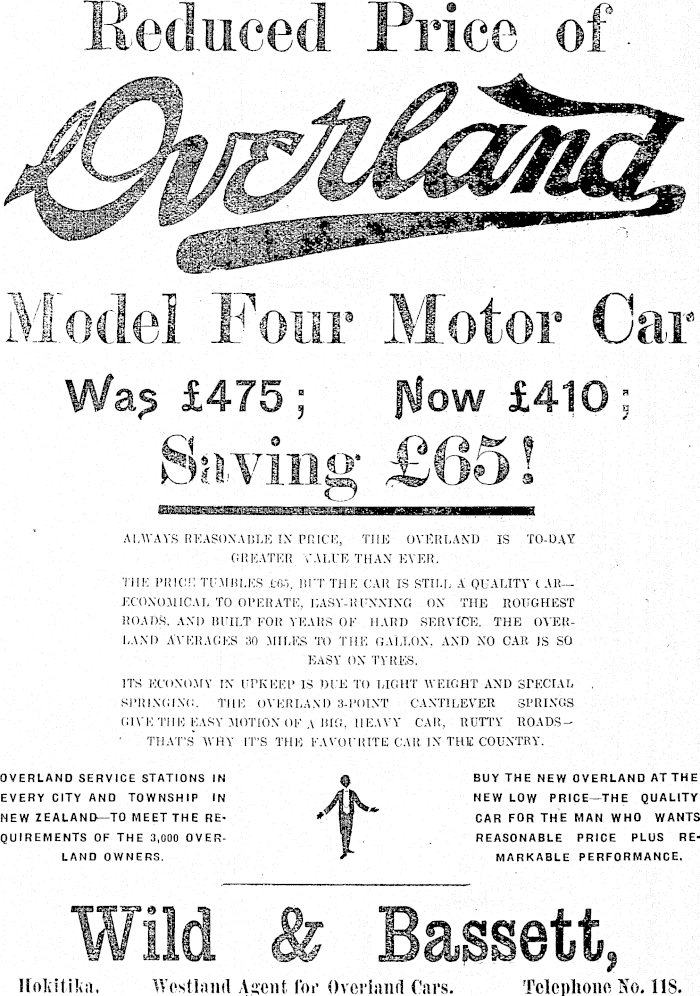 Reduced Price of
Overland
Model Four Motor Car
Was £475; Now £410;
Saving £65!
ALWAYS REASONABLE IN PRICE, THE OVERLAND IS TO-DAY
GREATER VALUE THAN EVER.
THE PRICE TUMBLES £65, BUT THE CAR IS STILL A QUALITY CAR—
ECONOMICAL TO OPERATE, EASY-RUNNING ON THE ROUGHEST
ROADS, AND BUILT FOR YEARS OF HARD SERVICE. THE OVER-
LAND AVERAGES 30 MILES TO THE GALLON, AND NO CAR IS SO
EASY ON TYRES.
ITS ECONOMY IN UPKEEP IS DUE TO LIGHT WEIGHT AND SPECIAL
SPRINGING. THE OVERLAND 3-POINT CANTILEVER SPRINGS
GIVE THE EASY MOTION OF A BIG, HEAVY CAR, RUTTY ROADS—
THAT'S WHY IT'S THE FAVOURITE CAR IN THE COUNTRY.
OVERLAND SERVICE STATIONS IN
EVERY CITY AND TOWNSHIP IN
NEW ZEALAND—TO MEET THE RE-
QUIREMENTS OF THE 3,000 OVER-
LAND OWNERS.
BUY THE NEW OVERLAND AT THE
NEW LOW PRICE—THE QUALITY
CAR FOR THE MAN WHO WANTS
REASONABLE PRICE PLUS RE-
MARKABLE PERFORMANCE.
Wild & Bassett,
Hokitika. Westland Agent for Overland Cars. Telephone No. 118.